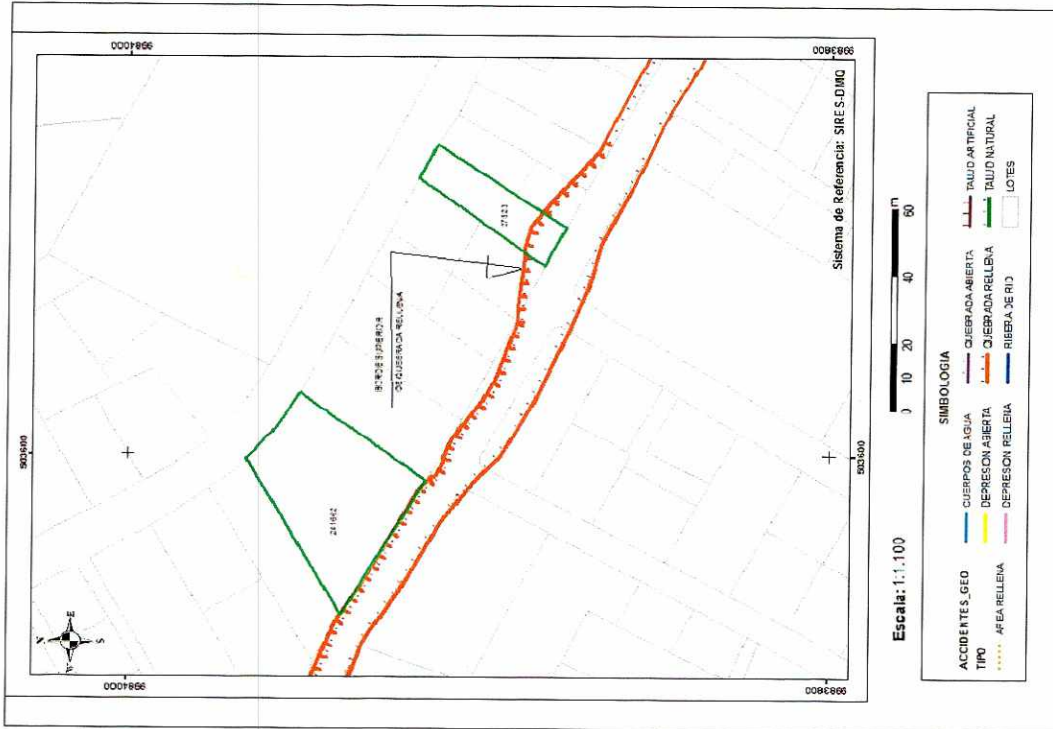 9984000
9983800
N
W
E
S
BORDE SUPERIOR
DE QUEBRADA RELLENA
503600
503600
9984000
9983800
Sistema de Referencia: SIRES-DMQ
Escala: 1:1.100
0 10 20 40 60
m
SIMBOLOGIA
ACCIDENTES_GEO
TIPO
AREA RELLENA
CUERPOS DE AGUA
DEPRESION ABIERTA
DEPRESION RELLENA
QUEBRADA ABIERTA
QUEBRADA RELLENA
RIBERA DE RIO
TALUD ARTIFICIAL
TALUD NATURAL
LOTES